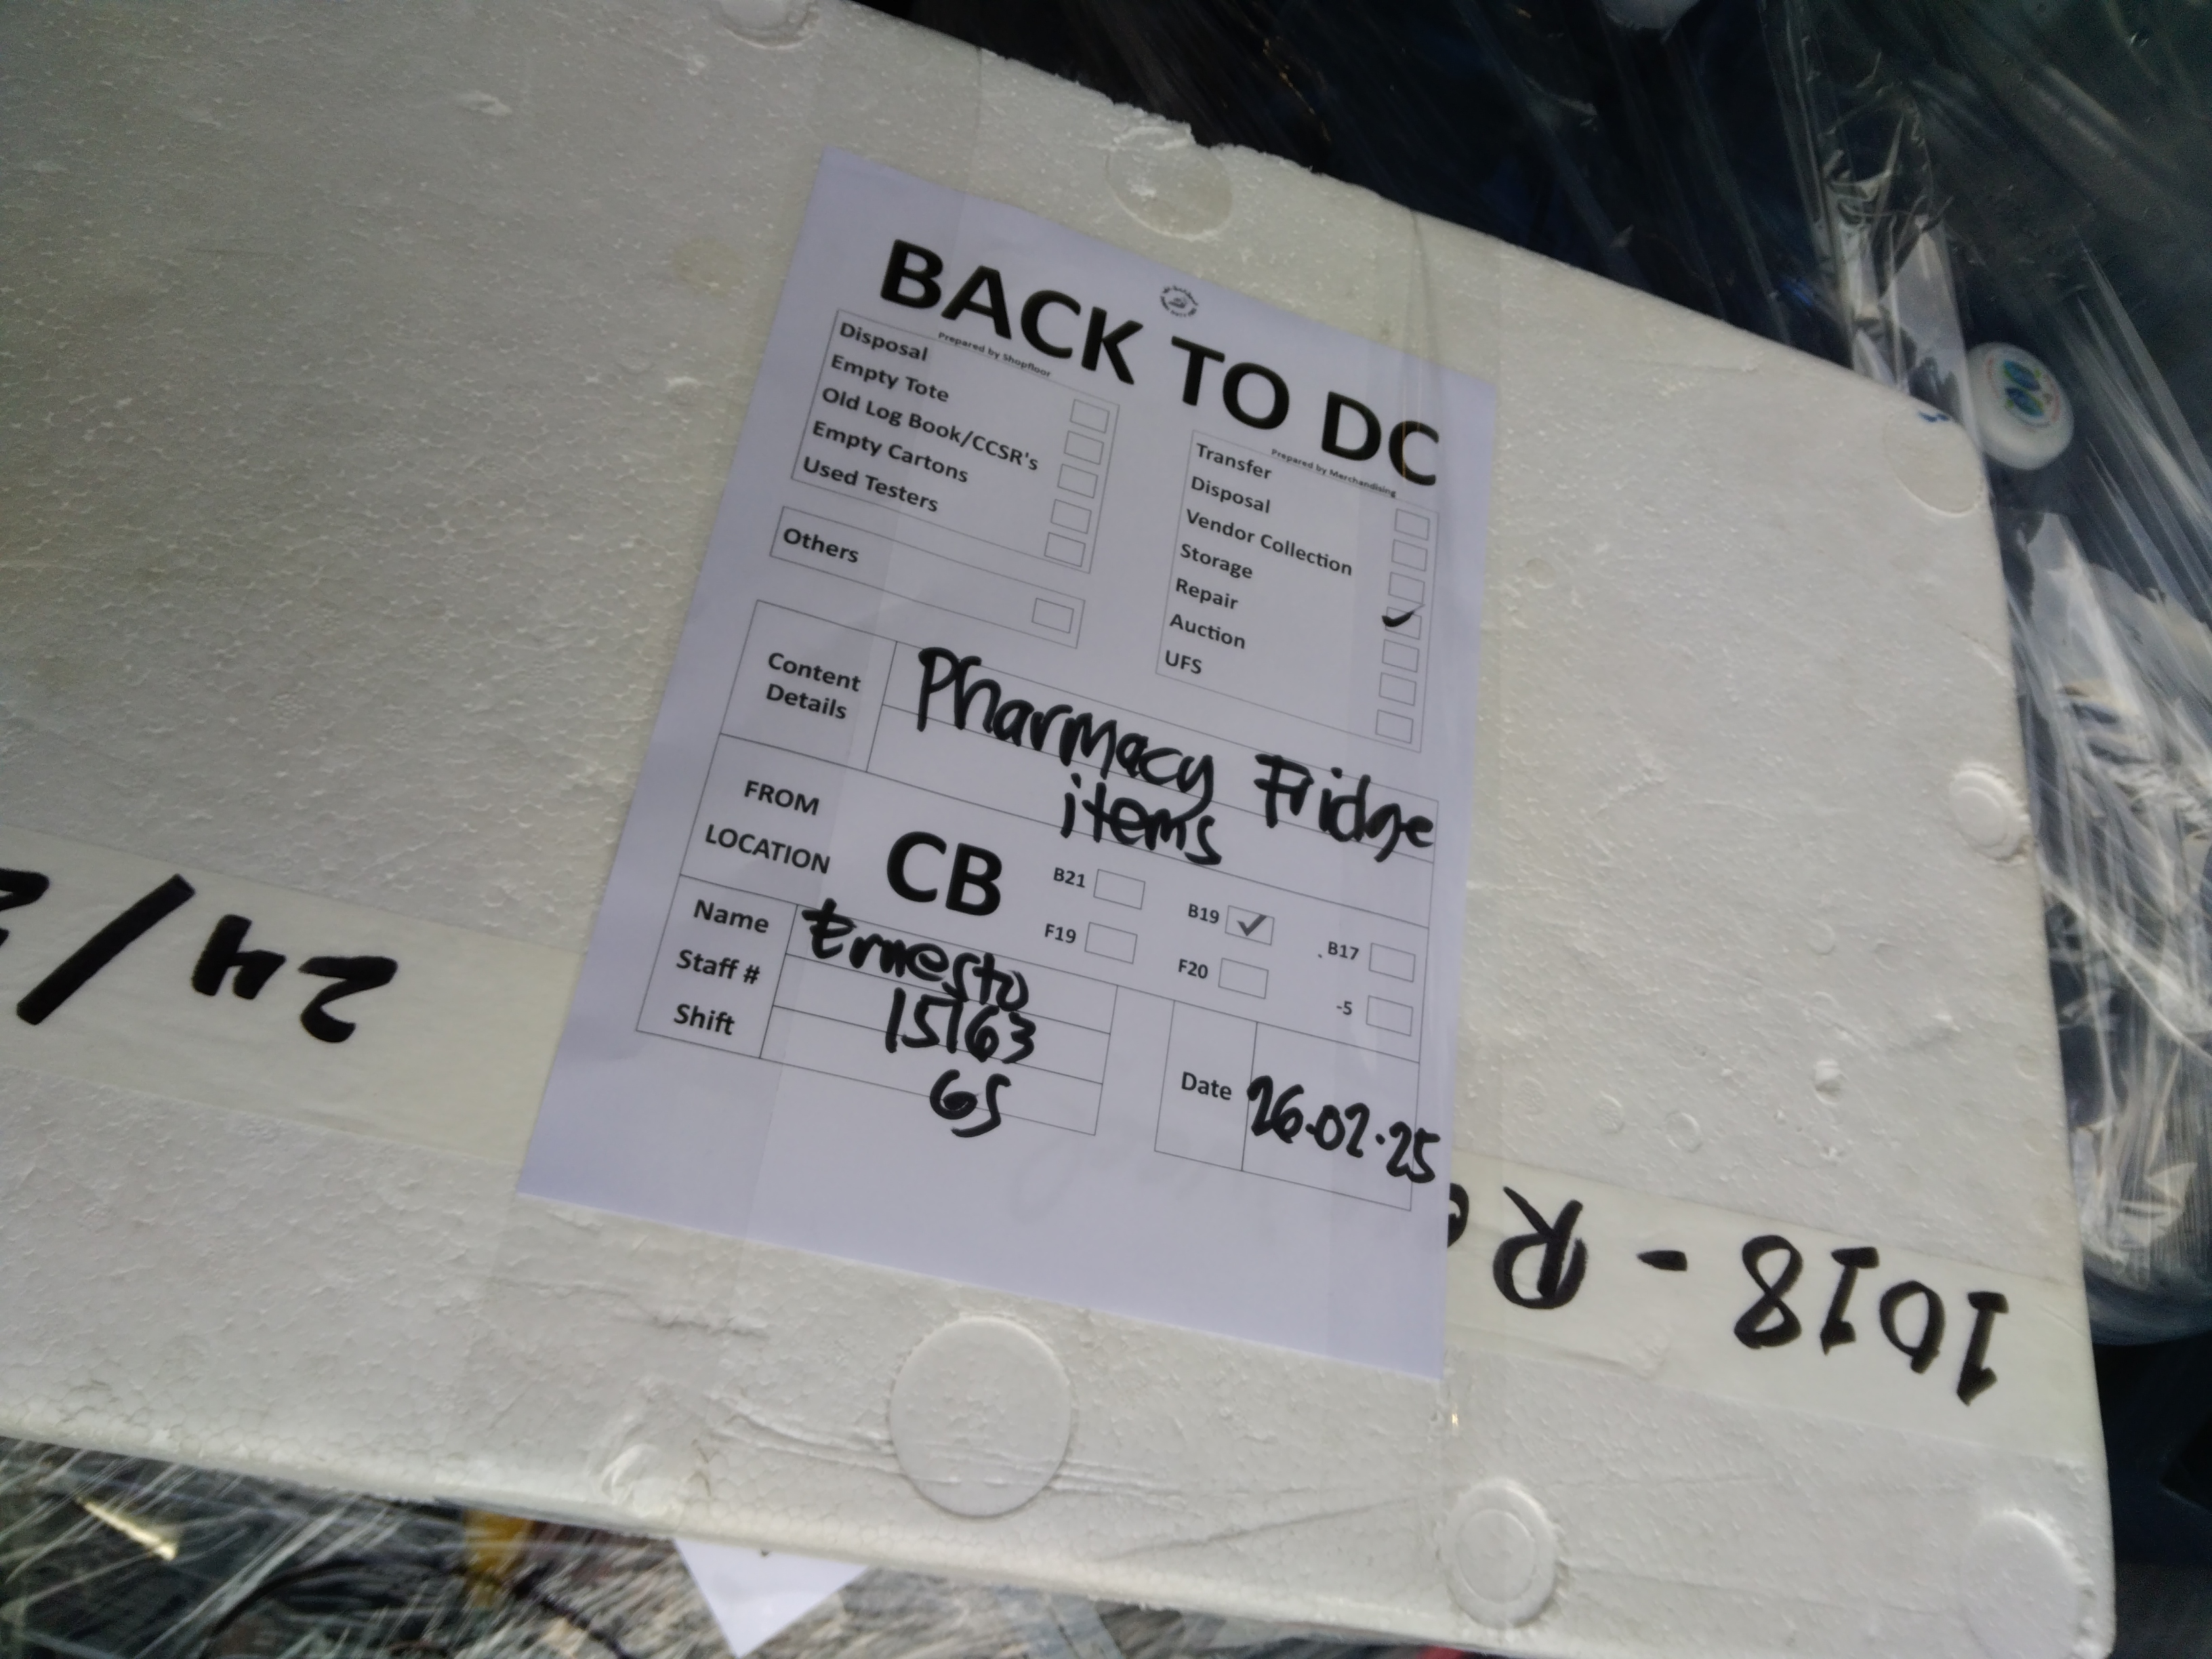 BACK TO DC
Prepared by Shopfloor
Disposal
Empty Tote
Old Log Book/CCSR's
Empty Cartons
Used Testers
Others
Prepared by Merchandising
Transfer
Disposal
Vendor Collection
Storage
Repair
Auction
UFS
Content Details
Pharmacy Fridge
items
FROM LOCATION
CB
B21
B19
B17
F19
F20
-5
Name
Ernesto
Staff #
15163
Shift
GS
Date
26.02.25
1018 - R
24/2